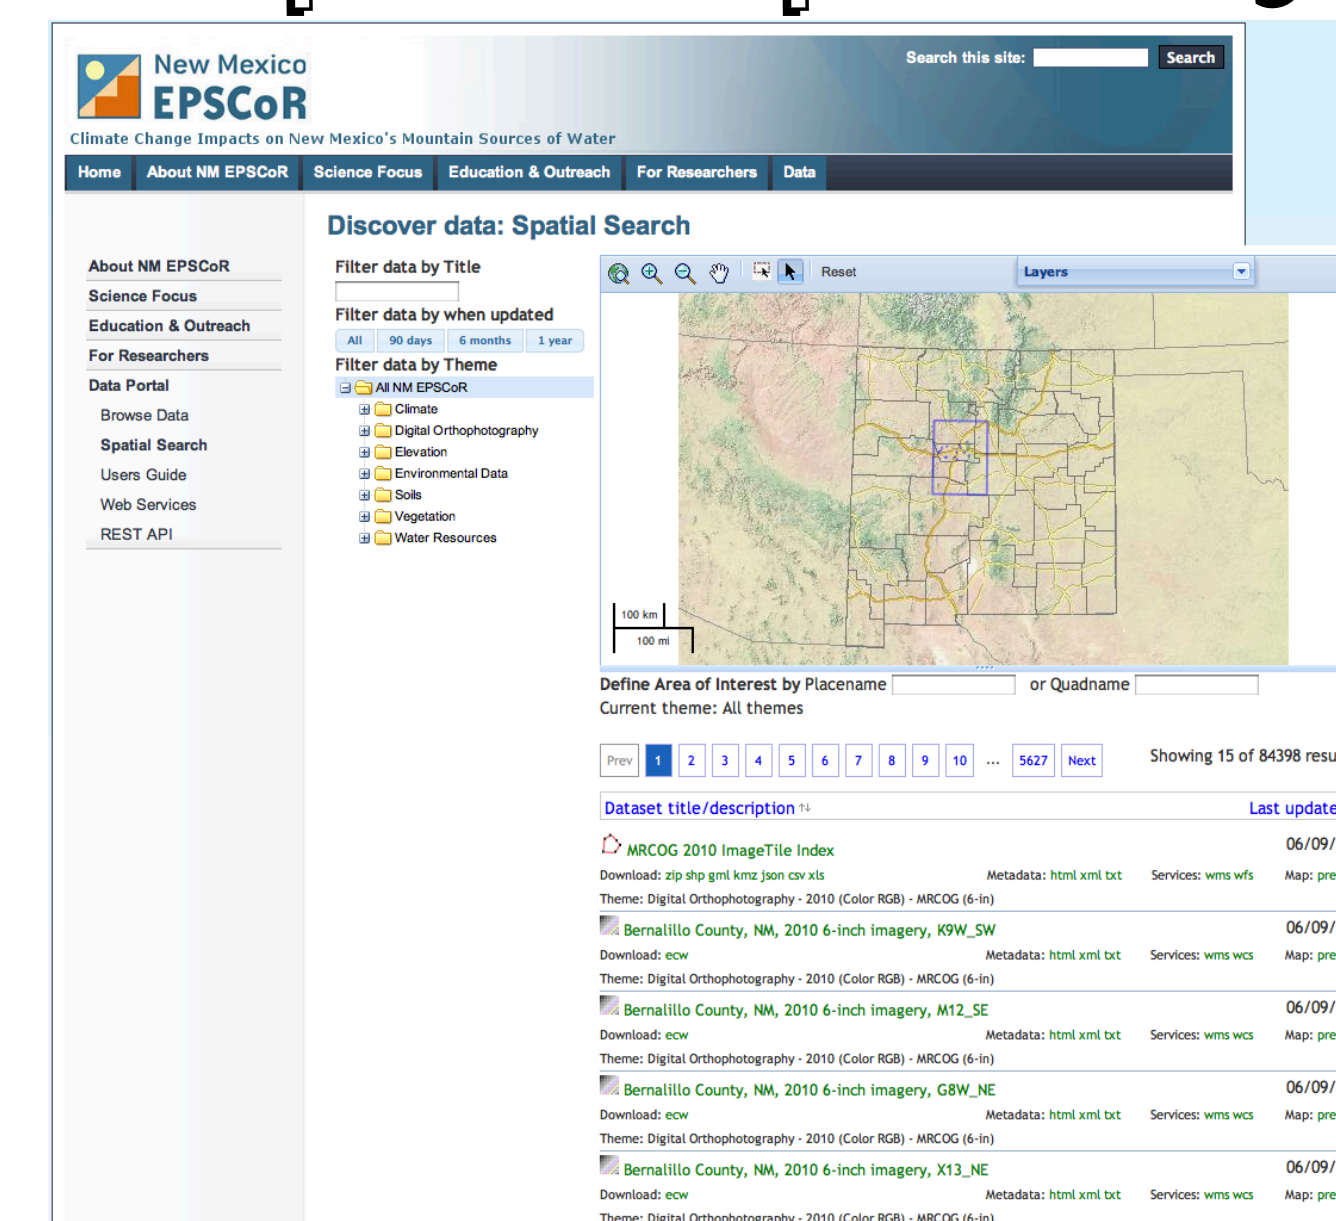 New Mexico
EPSCoR
Climate Change Impacts on New Mexico's Mountain Sources of Water
Search this site:
Search
Home About NM EPSCoR Science Focus Education & Outreach For Researchers Data
Discover data: Spatial Search
About NM EPSCoR
Science Focus
Education & Outreach
For Researchers
Data Portal
Browse Data
Spatial Search
Users Guide
Web Services
REST API
Filter data by Title
Filter data by when updated
All 90 days 6 months 1 year
Filter data by Theme
All NM EPSCoR
Climate
Digital Orthophotography
Elevation
Environmental Data
Soils
Vegetation
Water Resources
Reset Layers
100 km
100 mi
Define Area of Interest by Placename or Quadname
Current theme: All themes
Prev 1 2 3 4 5 6 7 8 9 10 ... 5627 Next Showing 15 of 84398 resu
Dataset title/description Last update
MRCOG 2010 ImageTile Index 06/09/
Download: zip shp gml kmz json csv xls Metadata: html xml txt Services: wms wfs Map: pre
Theme: Digital Orthophotography - 2010 (Color RGB) - MRCOG (6-in)
Bernalillo County, NM, 2010 6-inch imagery, K9W_SW 06/09/
Download: ecw Metadata: html xml txt Services: wms wcs Map: pre
Theme: Digital Orthophotography - 2010 (Color RGB) - MRCOG (6-in)
Bernalillo County, NM, 2010 6-inch imagery, M12_SE 06/09/
Download: ecw Metadata: html xml txt Services: wms wcs Map: pre
Theme: Digital Orthophotography - 2010 (Color RGB) - MRCOG (6-in)
Bernalillo County, NM, 2010 6-inch imagery, G8W_NE 06/09/
Download: ecw Metadata: html xml txt Services: wms wcs Map: pre
Theme: Digital Orthophotography - 2010 (Color RGB) - MRCOG (6-in)
Bernalillo County, NM, 2010 6-inch imagery, X13_NE 06/09/
Download: ecw Metadata: html xml txt Services: wms wcs Map: pre
Theme: Digital Orthophotography - 2010 (Color RGB) - MRCOG (6-in)